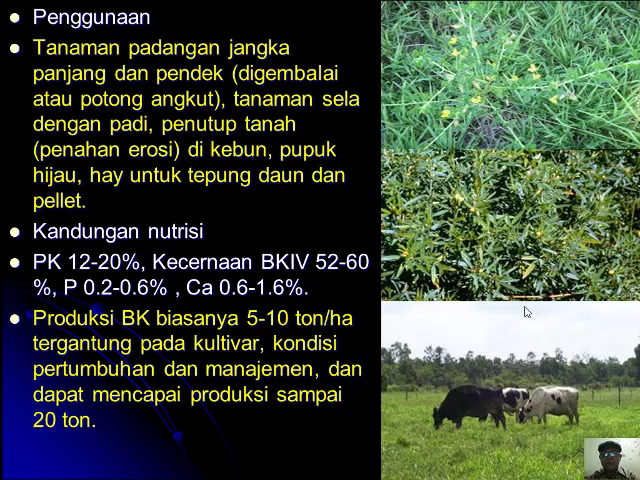 Penggunaan
Tanaman padangan jangka
panjang dan pendek (digembalai
atau potong angkut), tanaman sela
dengan padi, penutup tanah
(penahan erosi) di kebun, pupuk
hijau, hay untuk tepung daun dan
pellet.
Kandungan nutrisi
PK 12-20%, Kecernaan BKIV 52-60
%, P 0.2-0.6% , Ca 0.6-1.6%.
Produksi BK biasanya 5-10 ton/ha
tergantung pada kultivar, kondisi
pertumbuhan dan manajemen, dan
dapat mencapai produksi sampai
20 ton.